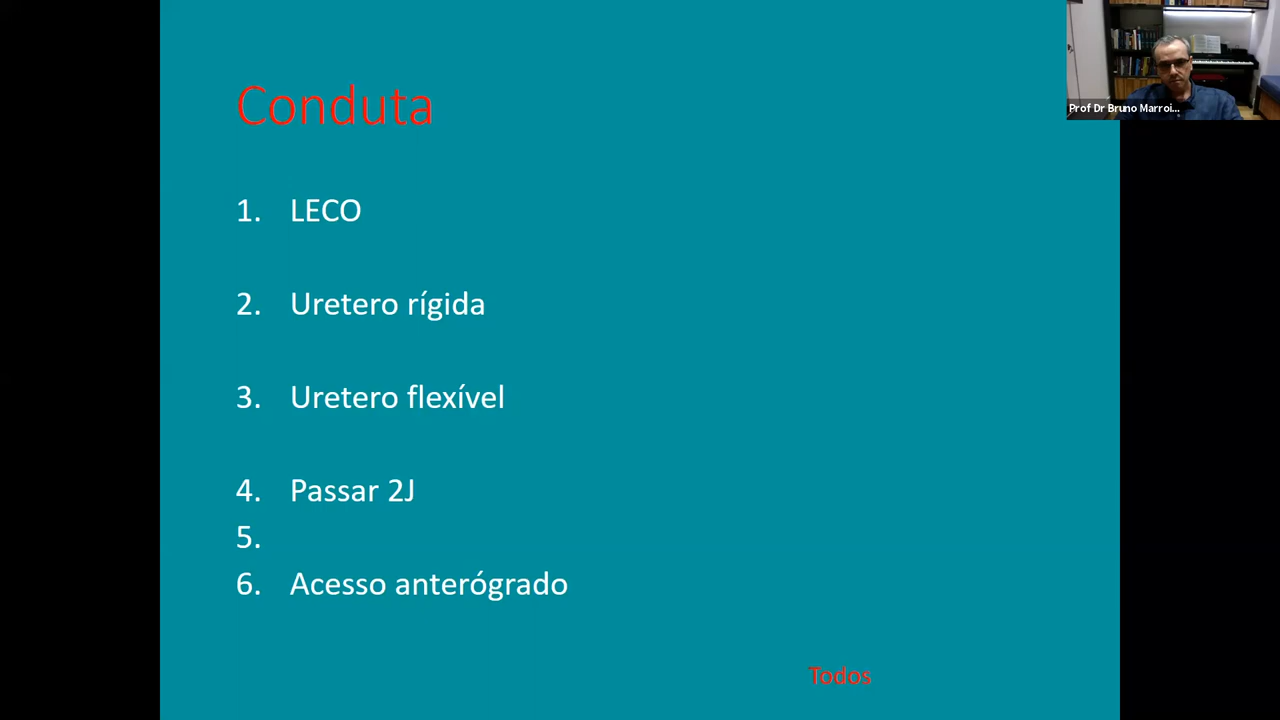 Conduta
Prof Dr Bruno Marroi...
1. LECO
2. Uretero rígida
3. Uretero flexível
4. Passar 2J
5.
6. Acesso anterógrado
Todos